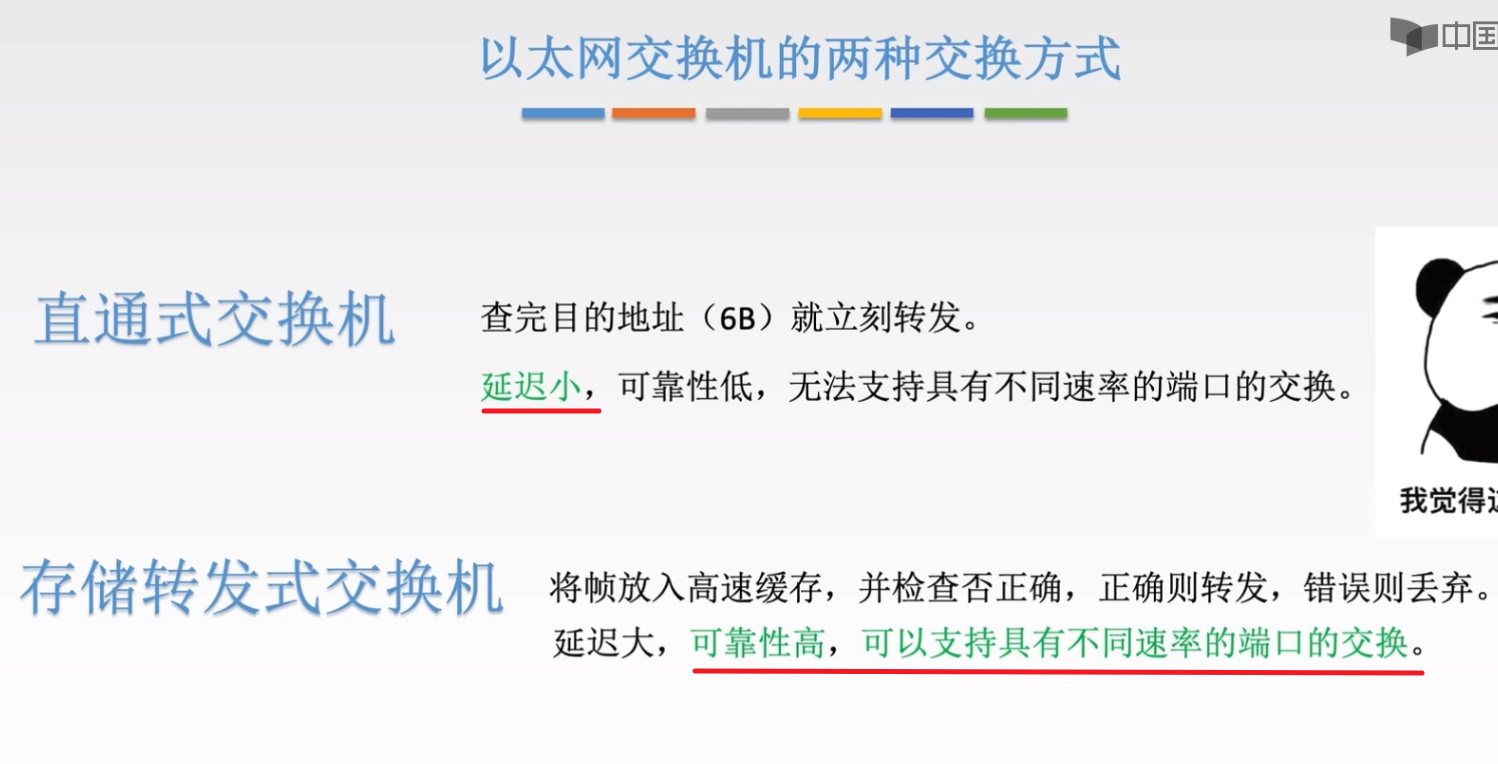 中国
以太网交换机的两种交换方式
直通式交换机
查完目的地址（6B）就立刻转发。
延迟小，可靠性低，无法支持具有不同速率的端口的交换。
我觉得
存储转发式交换机
将帧放入高速缓存，并检查否正确，正确则转发，错误则丢弃。
延迟大，可靠性高，可以支持具有不同速率的端口的交换。